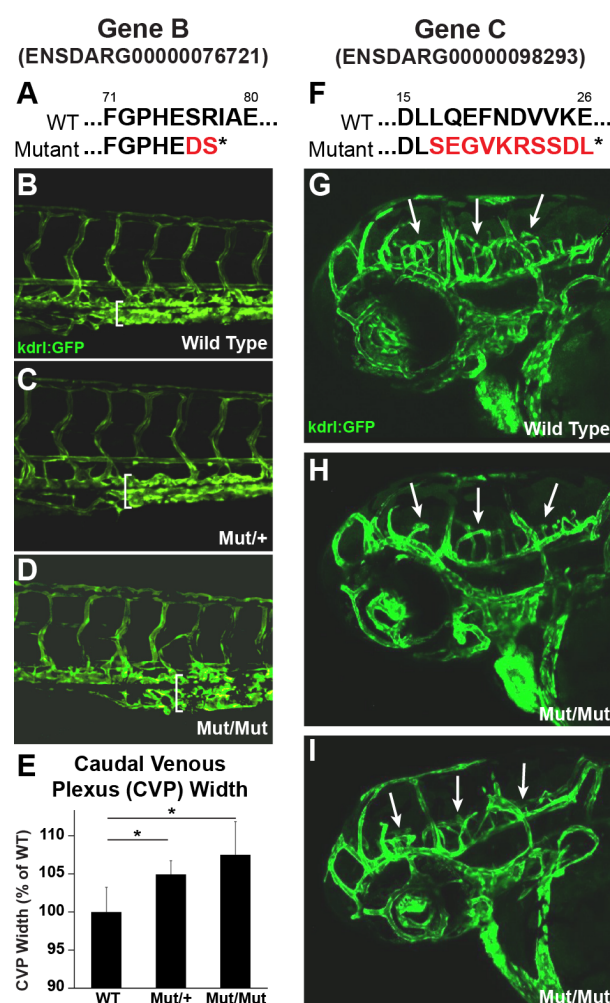 Gene B
(ENSDARG00000076721)
A
71 80
WT ...FGPHESRIAE...
Mutant ...FGPHEDS*
B
kdrl:GFP
Wild Type
C
Mut/+
D
Mut/Mut
E
Caudal Venous
Plexus (CVP) Width
CVP Width (% of WT)
110
105
100
95
90
*
*
WT Mut/+ Mut/Mut
Gene C
(ENSDARG00000098293)
F
15 26
WT ...DLLQEFNDVVKE...
Mutant ...DLSEGVKRSSDL*
G
kdrl:GFP
Wild Type
H
Mut/Mut
I
Mut/Mut